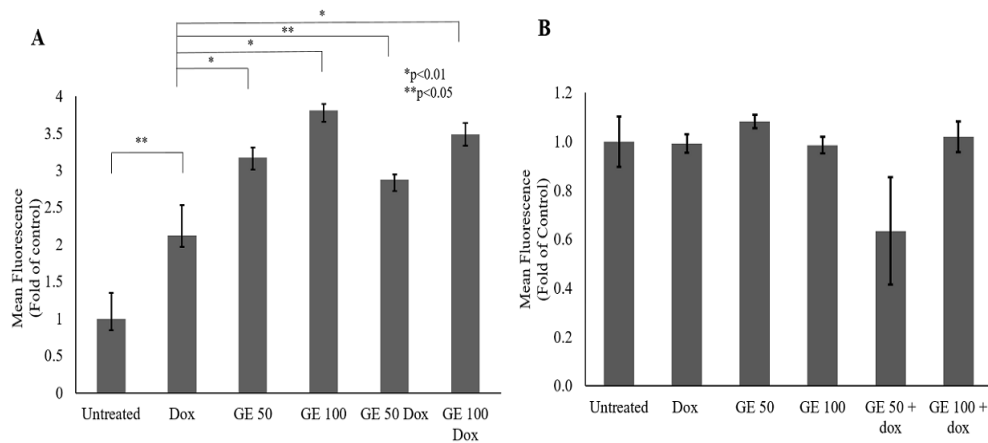 A
*
**
*
*
**
*p<0.01
**p<0.05
Mean Fluorescence
(Fold of control)
4
3.5
3
2.5
2
1.5
1
0.5
0
Untreated
Dox
GE 50
GE 100
GE 50 Dox
GE 100
Dox
B
Mean Fluorescence
(Fold of Control)
1.2
1.0
0.8
0.6
0.4
0.2
0.0
Untreated
Dox
GE 50
GE 100
GE 50 +
dox
GE 100 +
dox